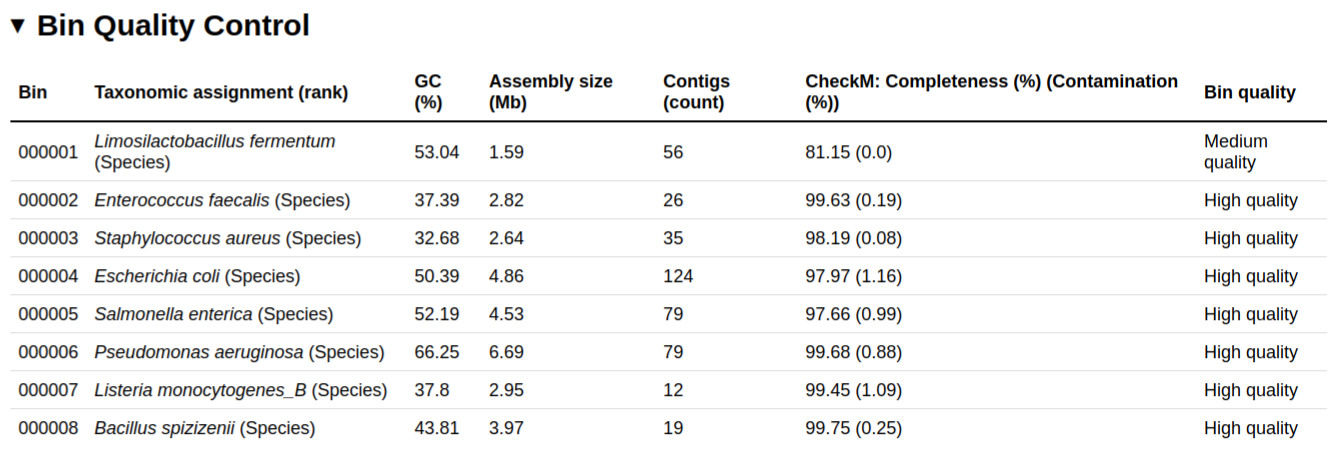 ▼ Bin Quality Control
Bin Taxonomic assignment (rank) GC (%) Assembly size (Mb) Contigs (count) CheckM: Completeness (%) (Contamination (%)) Bin quality
000001 Limosilactobacillus fermentum (Species) 53.04 1.59 56 81.15 (0.0) Medium quality
000002 Enterococcus faecalis (Species) 37.39 2.82 26 99.63 (0.19) High quality
000003 Staphylococcus aureus (Species) 32.68 2.64 35 98.19 (0.08) High quality
000004 Escherichia coli (Species) 50.39 4.86 124 97.97 (1.16) High quality
000005 Salmonella enterica (Species) 52.19 4.53 79 97.66 (0.99) High quality
000006 Pseudomonas aeruginosa (Species) 66.25 6.69 79 99.68 (0.88) High quality
000007 Listeria monocytogenes_B (Species) 37.8 2.95 12 99.45 (1.09) High quality
000008 Bacillus spizizenii (Species) 43.81 3.97 19 99.75 (0.25) High quality